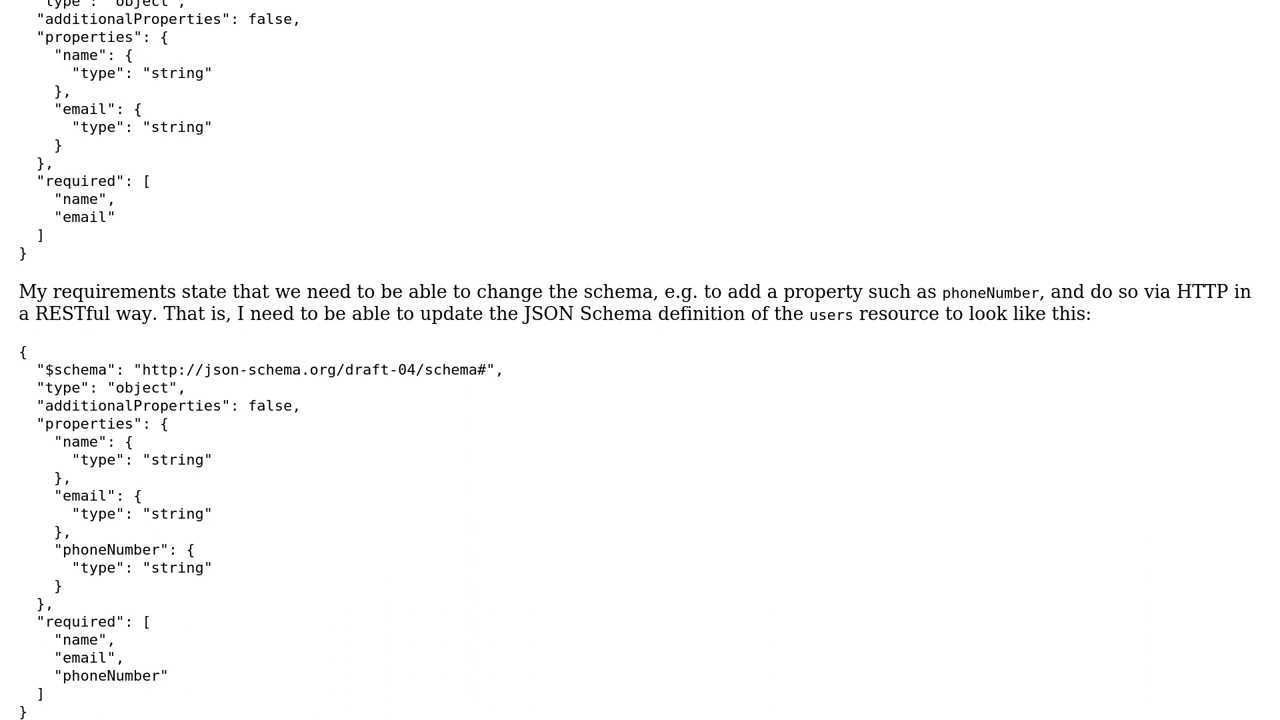 "type": "object",
  "additionalProperties": false,
  "properties": {
    "name": {
      "type": "string"
    },
    "email": {
      "type": "string"
    }
  },
  "required": [
    "name",
    "email"
  ]
}
My requirements state that we need to be able to change the schema, e.g. to add a property such as phoneNumber, and do so via HTTP in
a RESTful way. That is, I need to be able to update the JSON Schema definition of the users resource to look like this:
{
  "$schema": "http://json-schema.org/draft-04/schema#",
  "type": "object",
  "additionalProperties": false,
  "properties": {
    "name": {
      "type": "string"
    },
    "email": {
      "type": "string"
    },
    "phoneNumber": {
      "type": "string"
    }
  },
  "required": [
    "name",
    "email",
    "phoneNumber"
  ]
}